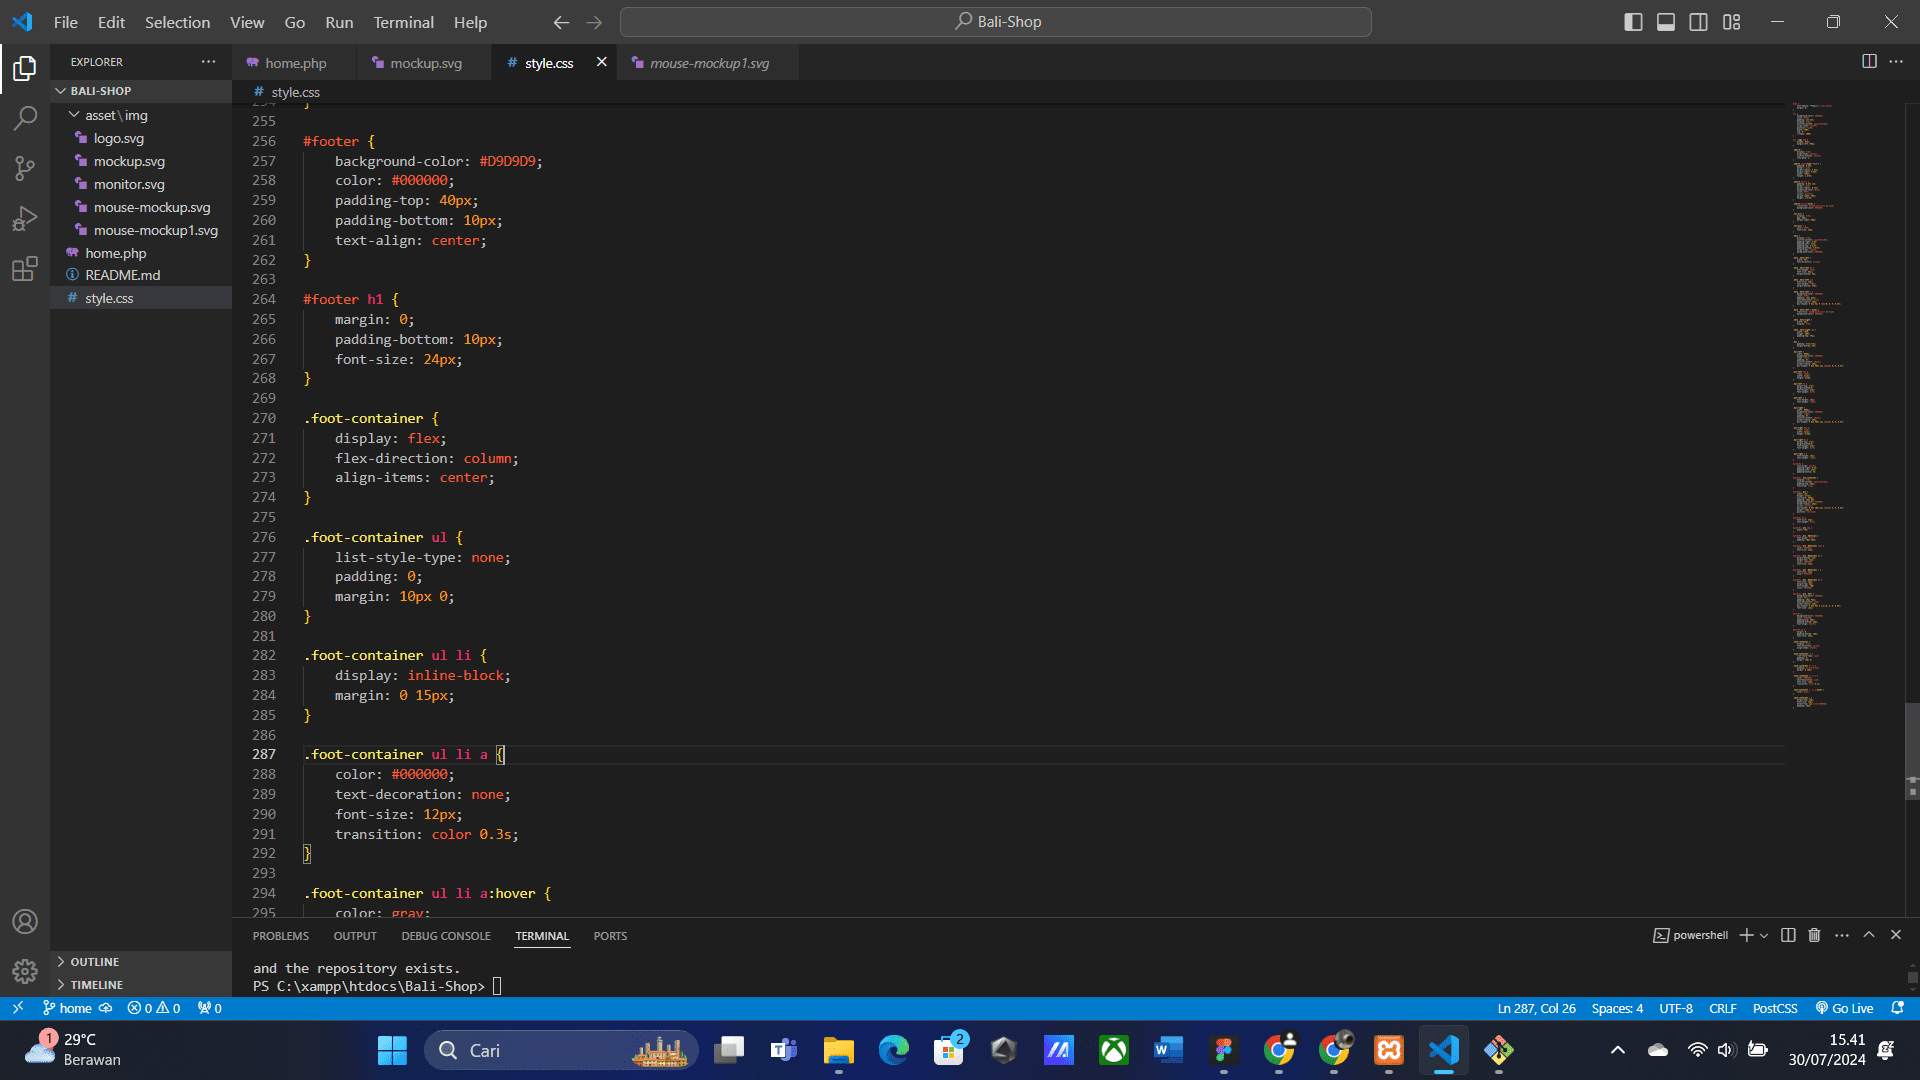 File Edit Selection View Go Run Terminal Help
Bali-Shop
EXPLORER
home.php
mockup.svg
# style.css
mouse-mockup1.svg
BALI-SHOP
# style.css
asset\img
logo.svg
mockup.svg
monitor.svg
mouse-mockup.svg
mouse-mockup1.svg
home.php
README.md
# style.css
254 }
255
256 #footer {
257 background-color: #D9D9D9;
258 color: #000000;
259 padding-top: 40px;
260 padding-bottom: 10px;
261 text-align: center;
262 }
263
264 #footer h1 {
265 margin: 0;
266 padding-bottom: 10px;
267 font-size: 24px;
268 }
269
270 .foot-container {
271 display: flex;
272 flex-direction: column;
273 align-items: center;
274 }
275
276 .foot-container ul {
277 list-style-type: none;
278 padding: 0;
279 margin: 10px 0;
280 }
281
282 .foot-container ul li {
283 display: inline-block;
284 margin: 0 15px;
285 }
286
287 .foot-container ul li a {
288 color: #000000;
289 text-decoration: none;
290 font-size: 12px;
291 transition: color 0.3s;
292 }
293
294 .foot-container ul li a:hover {
295 color: gray;
PROBLEMS OUTPUT DEBUG CONSOLE TERMINAL PORTS
powershell
and the repository exists.
PS C:\xampp\htdocs\Bali-Shop>
OUTLINE
TIMELINE
home 0 0 0
Ln 287, Col 26 Spaces: 4 UTF-8 CRLF PostCSS Go Live
1
29°C
Berawan
Cari
2
15.41
30/07/2024